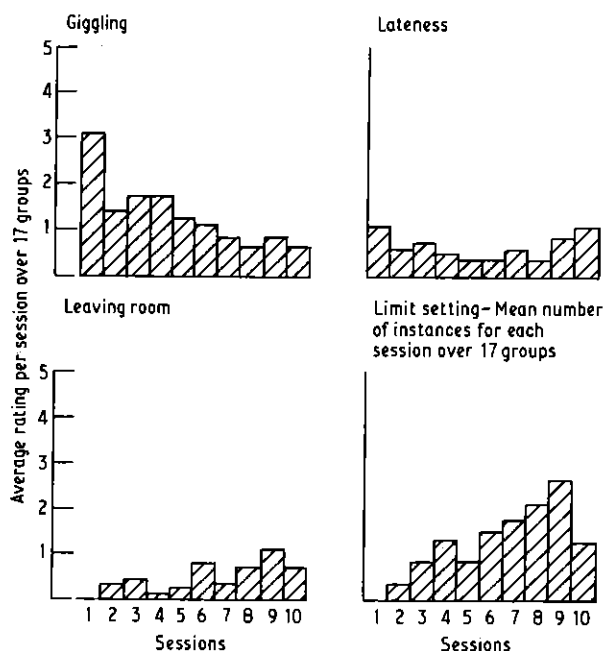 Giggling
Lateness
5
4
3
2
1
Average rating per session over 17 groups
Leaving room
Limit setting – Mean number
of instances for each
session over 17 groups
5
4
3
2
1
1 2 3 4 5 6 7 8 9 10
1 2 3 4 5 6 7 8 9 10
Sessions
Sessions